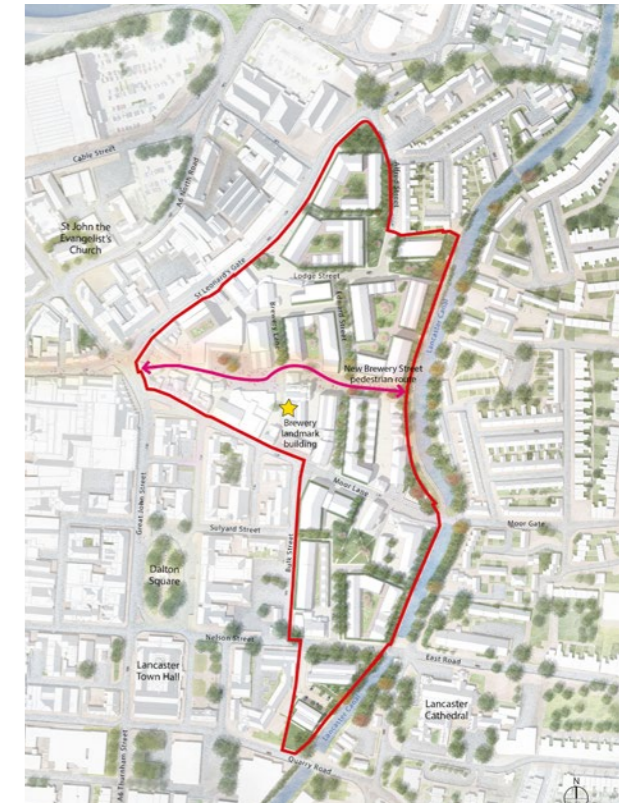 Cable Street
A6 North Road
St John the
Evangelist's
Church
Alfred Street
St Leonard's Gate
Lodge Street
Brewery Lane
Edward Street
Lancaster Canal
New Brewery Street
pedestrian route
Brewery
landmark
building
Moor Lane
Great John Street
Sulyard Street
Moor Gate
Bulk Street
Dalton
Square
Nelson Street
East Road
Lancaster
Town Hall
Lancaster
Cathedral
Lancaster Canal
Quarry Road
A6 Thurnham Street
N